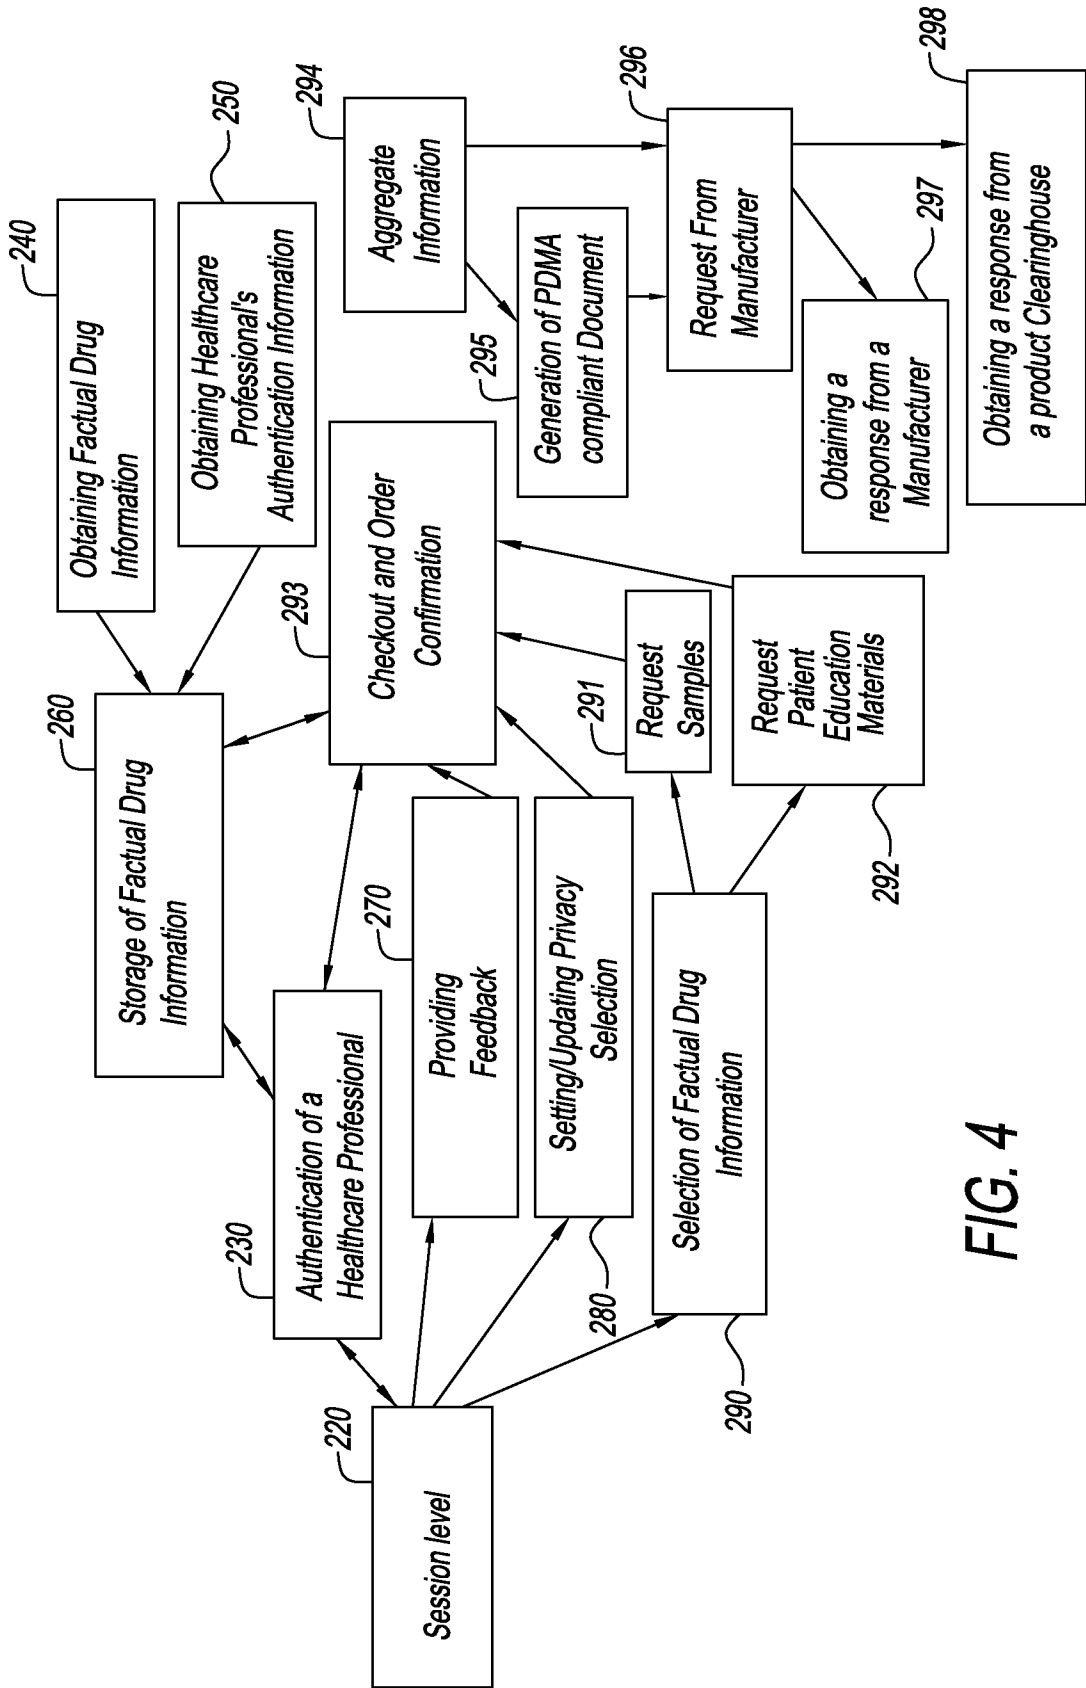 240
Obtaining Factual Drug
Information
250
Obtaining Healthcare
Professional's
Authentication Information
260
Storage of Factual Drug
Information
230
Authentication of a
Healthcare Professional
220
Session level
270
Providing
Feedback
Setting/Updating Privacy
Selection
280
Selection of Factual Drug
Information
290
293
Checkout and Order
Confirmation
291
Request
Samples
Request
Patient
Education
Materials
292
294
Aggregate
Information
295
Generation of PDMA
compliant Document
296
Request From
Manufacturer
297
Obtaining a
response from a
Manufacturer
298
Obtaining a response from
a product Clearinghouse
FIG. 4